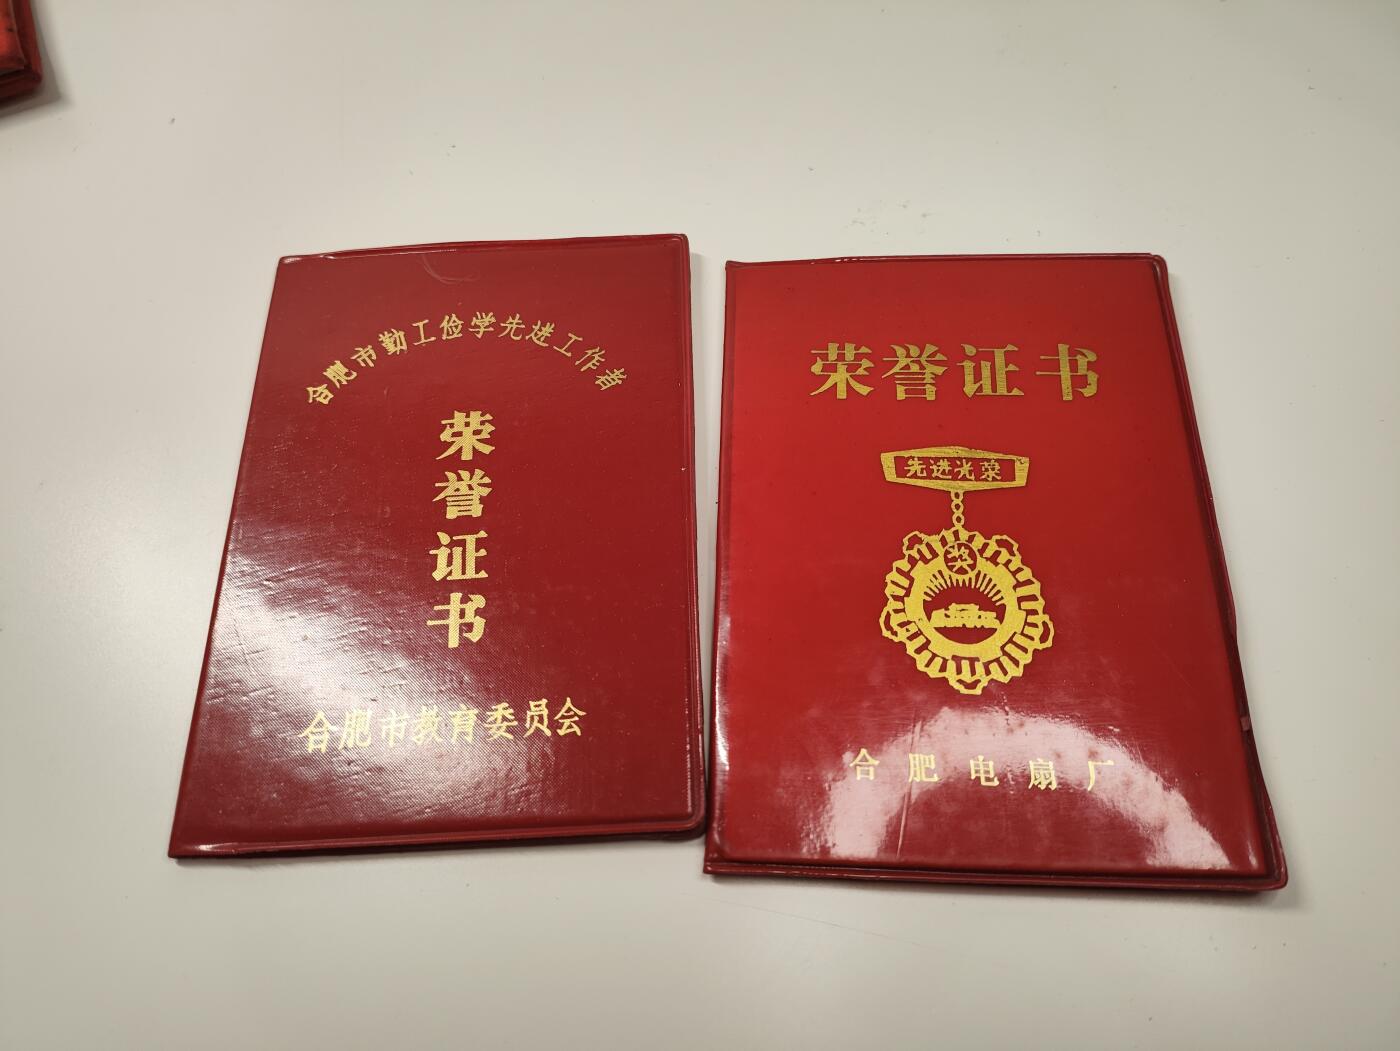 合肥市勤工俭学先进工作者
荣誉证书
合肥市教育委员会
荣誉证书
先进光荣
奖
合肥电扇厂